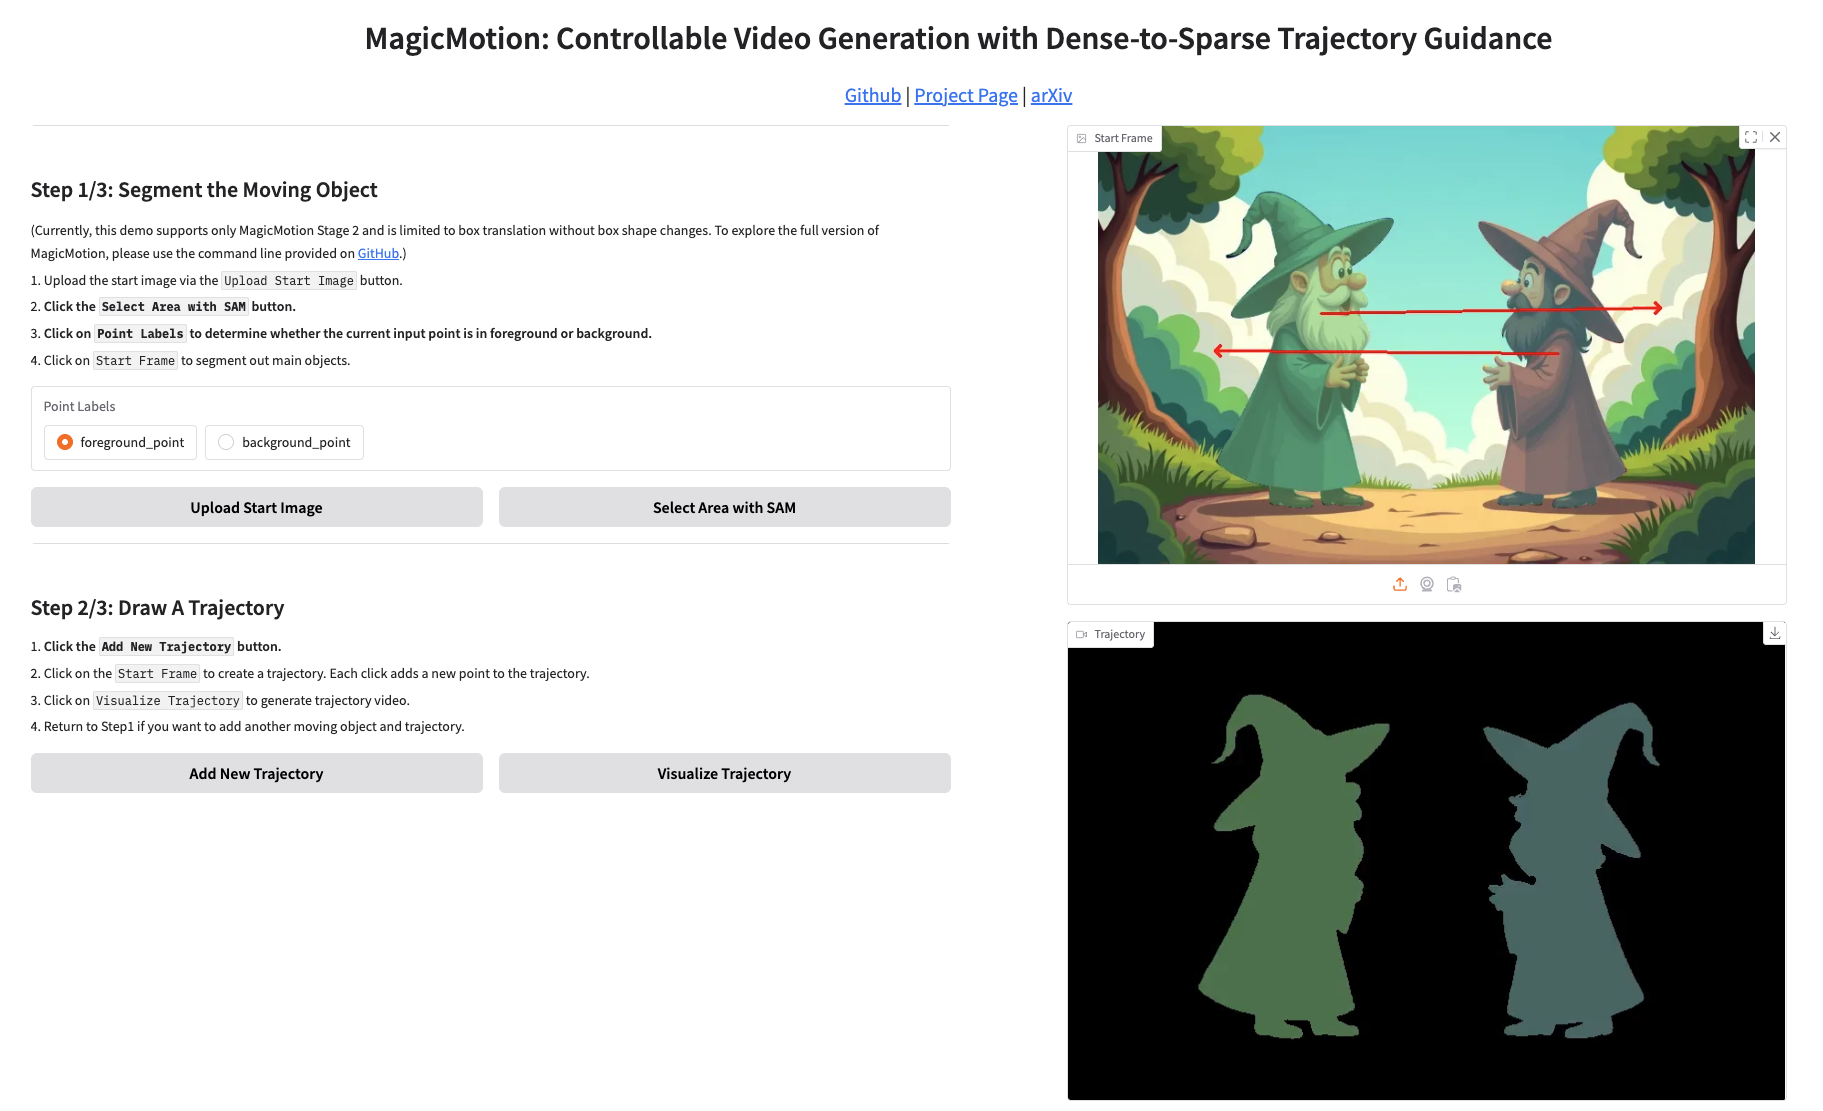 MagicMotion: Controllable Video Generation with Dense-to-Sparse Trajectory Guidance
Github | Project Page | arXiv
Step 1/3: Segment the Moving Object
(Currently, this demo supports only MagicMotion Stage 2 and is limited to box translation without box shape changes. To explore the full version of
MagicMotion, please use the command line provided on GitHub.)
1. Upload the start image via the Upload Start Image button.
2. Click the Select Area with SAM button.
3. Click on Point Labels to determine whether the current input point is in foreground or background.
4. Click on Start Frame to segment out main objects.
Point Labels
foreground_point
background_point
Upload Start Image
Select Area with SAM
Step 2/3: Draw A Trajectory
1. Click the Add New Trajectory button.
2. Click on the Start Frame to create a trajectory. Each click adds a new point to the trajectory.
3. Click on Visualize Trajectory to generate trajectory video.
4. Return to Step1 if you want to add another moving object and trajectory.
Add New Trajectory
Visualize Trajectory
Start Frame
Trajectory